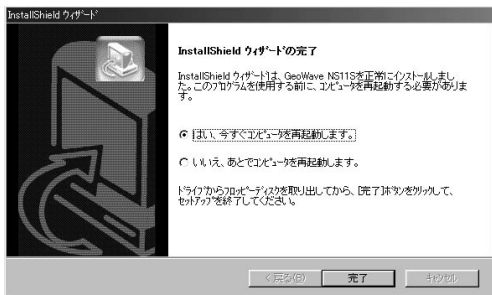 InstallShield ウィザード
InstallShield ウィザードの完了
InstallShield ウィザードは、GeoWave NS11Sを正常にインストールしまし
た。このプログラムを使用する前に、コンピュータを再起動する必要がありま
す。
はい、今すぐコンピュータを再起動します。
いいえ、あとでコンピュータを再起動します。
ドライブからフロッピーディスクを取り出してから、[完了]ボタンをクリックして、
セットアップを終了してください。
< 戻る(B)
完了
キャンセル